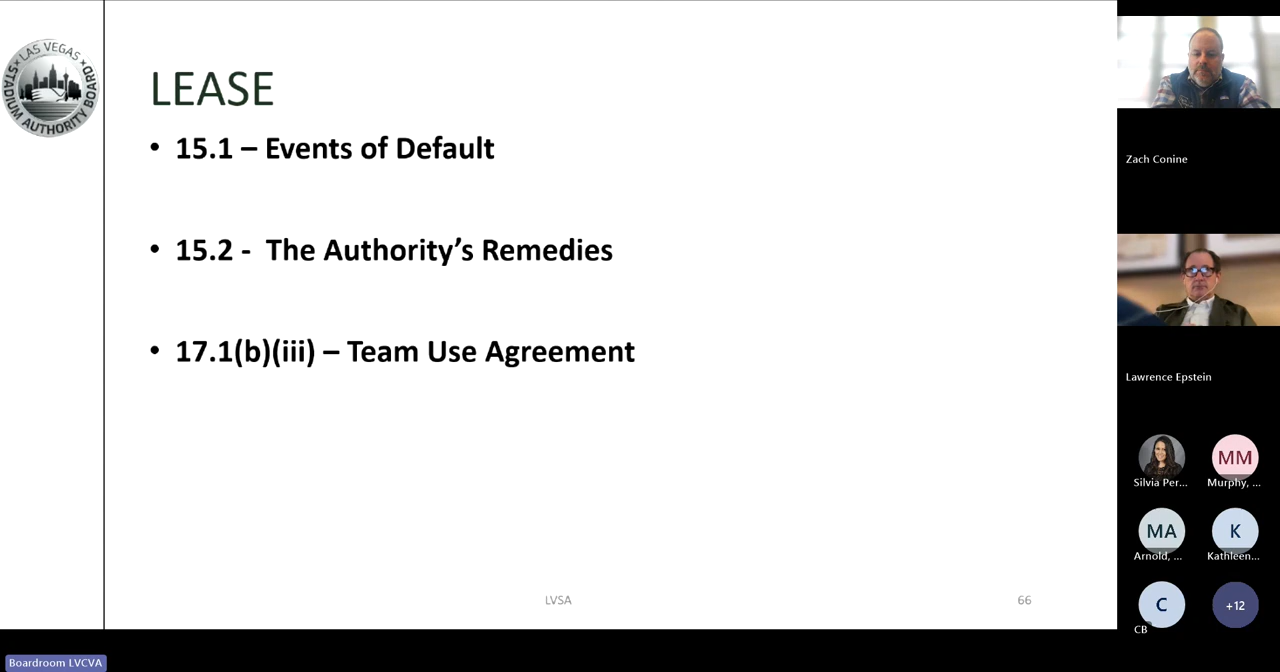 LAS VEGAS
STADIUM AUTHORITY BOARD
LEASE
• 15.1 – Events of Default
• 15.2 -  The Authority’s Remedies
• 17.1(b)(iii) – Team Use Agreement
LVSA
66
Boardroom LVCVA
Zach Conine
Lawrence Epstein
Silvia Per...
MM
Murphy, ...
MA
Arnold, ...
K
Kathleen...
C
CB
+12